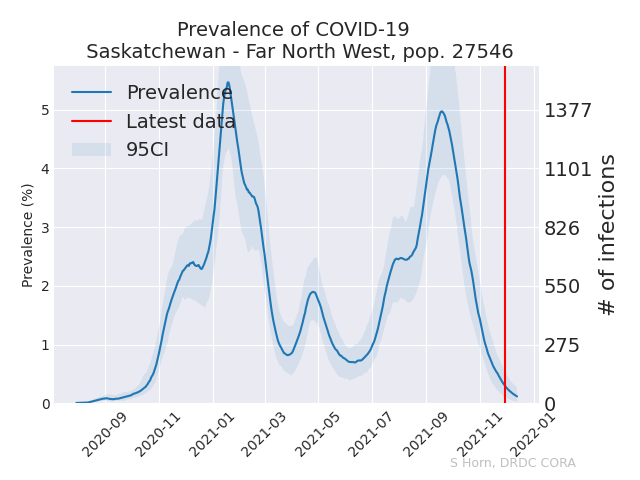 Prevalence of COVID-19
Saskatchewan - Far North West, pop. 27546
Prevalence
Latest data
95CI
Prevalence (%)
5
4
3
2
1
0
1377
1101
826
550
275
0
# of infections
2020-09
2020-11
2021-01
2021-03
2021-05
2021-07
2021-09
2021-11
2022-01
S Horn, DRDC CORA